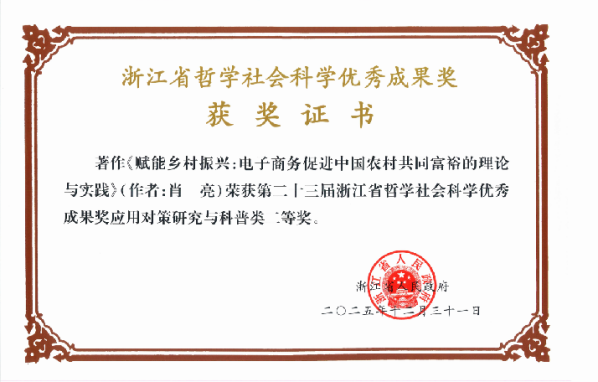 浙江省哲学社会科学优秀成果奖
获奖证书
著作《赋能乡村振兴:电子商务促进中国农村共同富裕的理论
与实践》(作者:肖 亮)荣获第二十三届浙江省哲学社会科学优秀
成果奖应用对策研究与科普类二等奖。
浙江省人民政府
二〇二五年十二月三十一日